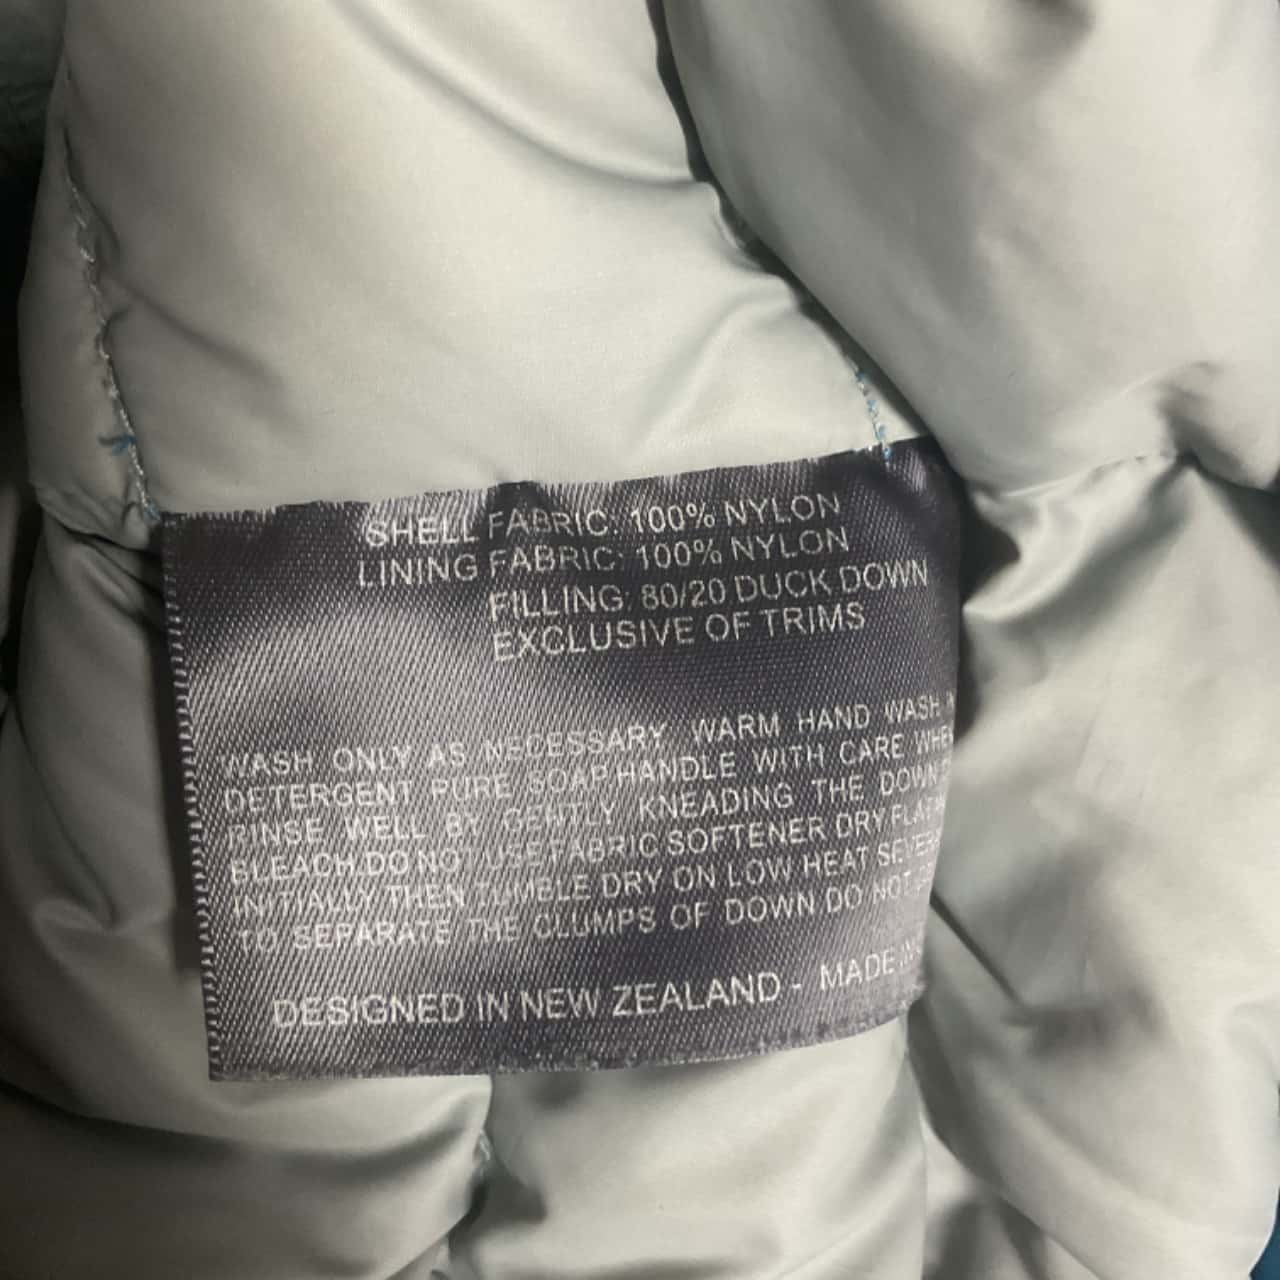 SHELL FABRIC: 100% NYLON
LINING FABRIC: 100% NYLON
FILLING: 80/20 DUCK DOWN
EXCLUSIVE OF TRIMS
WASH ONLY AS NECESSARY WARM HAND WASH
DETERGENT PURE SOAP HANDLE WITH CARE
RINSE WELL BY GENTLY KNEADING THE DOWN
BLEACH.DO NOT USE FABRIC SOFTENER DRY
INITIALLY THEN TUMBLE DRY ON LOW HEAT
TO SEPARATE THE CLUMPS OF DOWN DO NOT
DESIGNED IN NEW ZEALAND - MADE IN